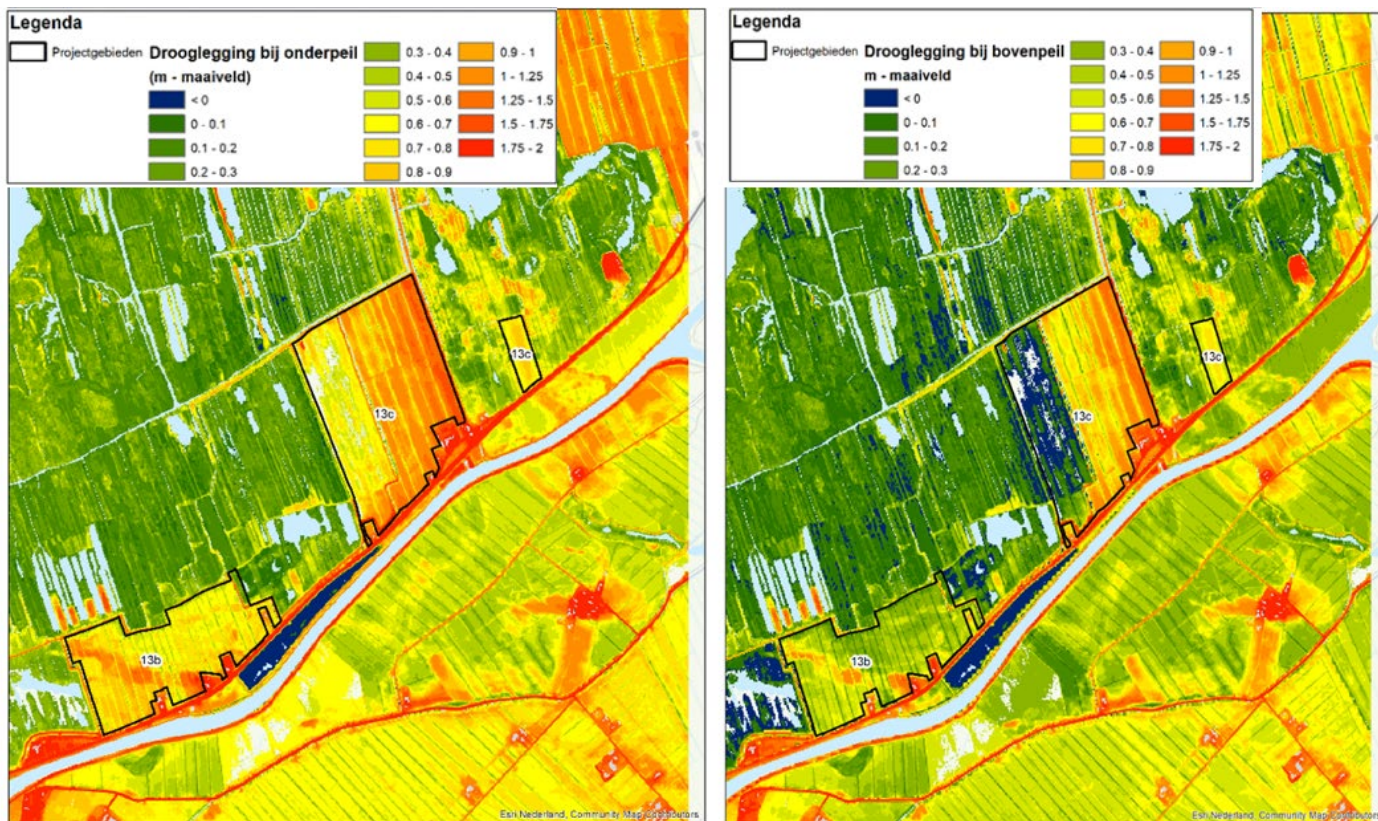 Legenda
Projectgebieden
Drooglegging bij onderpeil
(m - maaiveld)
< 0
0 - 0.1
0.1 - 0.2
0.2 - 0.3
0.3 - 0.4
0.4 - 0.5
0.5 - 0.6
0.6 - 0.7
0.7 - 0.8
0.8 - 0.9
0.9 - 1
1 - 1.25
1.25 - 1.5
1.5 - 1.75
1.75 - 2
13c
13c
13b
Esri Nederland, Community Map Contributors
Legenda
Projectgebieden
Drooglegging bij bovenpeil
m - maaiveld
< 0
0 - 0.1
0.1 - 0.2
0.2 - 0.3
0.3 - 0.4
0.4 - 0.5
0.5 - 0.6
0.6 - 0.7
0.7 - 0.8
0.8 - 0.9
0.9 - 1
1 - 1.25
1.25 - 1.5
1.5 - 1.75
1.75 - 2
13c
13c
13b
Esri Nederland, Community Map Contributors